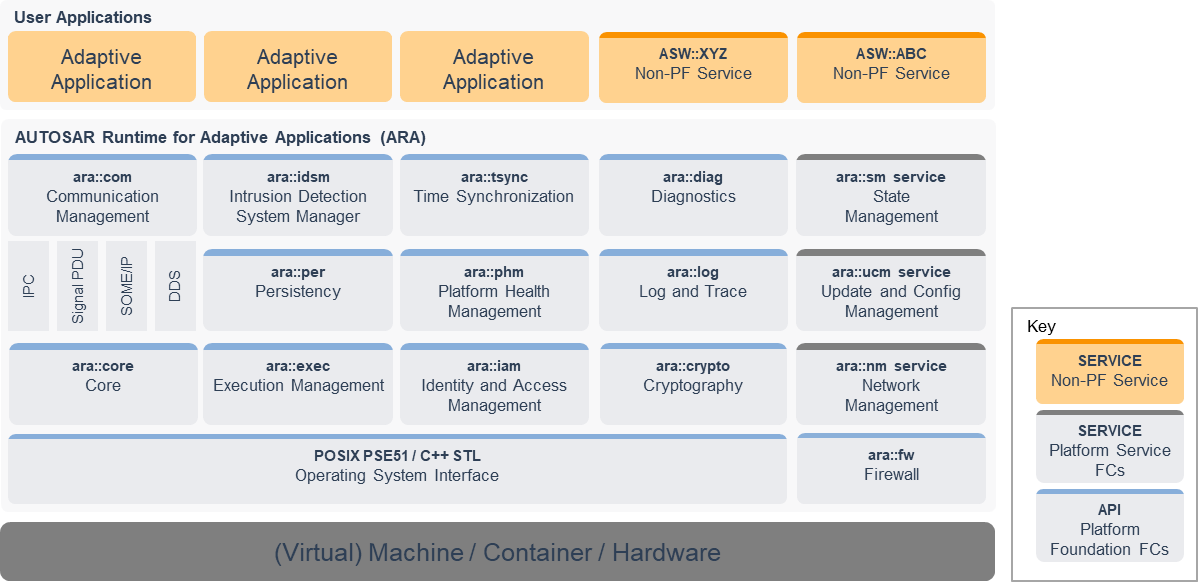 User Applications
Adaptive
Application
Adaptive
Application
Adaptive
Application
ASW::XYZ
Non-PF Service
ASW::ABC
Non-PF Service
AUTOSAR Runtime for Adaptive Applications (ARA)
ara::com
Communication
Management
ara::idsm
Intrusion Detection
System Manager
ara::tsync
Time Synchronization
ara::diag
Diagnostics
ara::sm service
State
Management
IPC
Signal PDU
SOME/IP
DDS
ara::per
Persistency
ara::phm
Platform Health
Management
ara::log
Log and Trace
ara::ucm service
Update and Config
Management
ara::core
Core
ara::exec
Execution Management
ara::iam
Identity and Access
Management
ara::crypto
Cryptography
ara::nm service
Network
Management
POSIX PSE51 / C++ STL
Operating System Interface
ara::fw
Firewall
(Virtual) Machine / Container / Hardware
Key
SERVICE
Non-PF Service
SERVICE
Platform Service
FCs
API
Platform
Foundation FCs